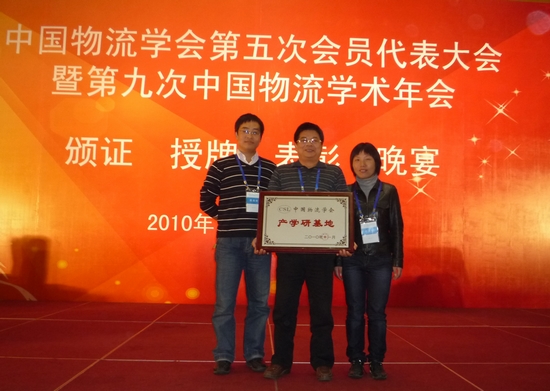 中国物流学会第五次会员代表大会
暨第九次中国物流学术年会
颁证 授牌 表彰 晚宴
2010年
中国物流学会
产学研基地